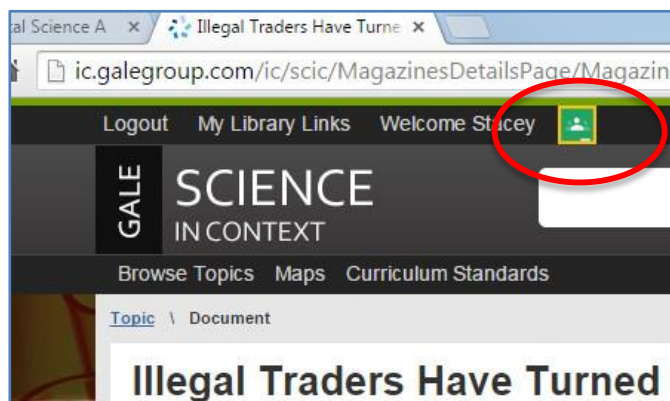 al Science A
Illegal Traders Have Turne
ic.galegroup.com/ic/scic/MagazinesDetailsPage/Magazin
Logout My Library Links Welcome Stacey
GALE
SCIENCE
IN CONTEXT
Browse Topics Maps Curriculum Standards
Topic \ Document
Illegal Traders Have Turned